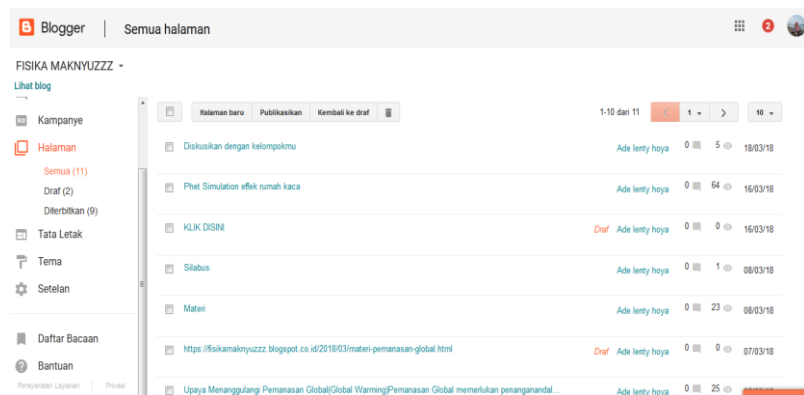 Blogger | Semua halaman 2
FISIKA MAKNYUZZZ
Lihat blog
Kampanye
Halaman
Semua (11)
Draf (2)
Diterbitkan (9)
Tata Letak
Tema
Setelan
Daftar Bacaan
Bantuan
Persyaratan Layanan Privasi
Halaman baru Publikasikan Kembali ke draf 1-10 dari 11 1 10
Diskusikan dengan kelompokmu Ade lenty hoya 0 5 18/03/18
Phet Simulation effek rumah kaca Ade lenty hoya 0 64 16/03/18
KLIK DISINI Draf Ade lenty hoya 0 0 16/03/18
Silabus Ade lenty hoya 0 1 08/03/18
Materi Ade lenty hoya 0 23 08/03/18
https://fisikamaknyuzzz.blogspot.co.id/2018/03/materi-pemanasan-global.html Draf Ade lenty hoya 0 0 07/03/18
Upaya Menanggulangi Pemanasan Global(Global Warming)Pemanasan Global memerlukan penanganandal... Ade lenty hoya 0 25